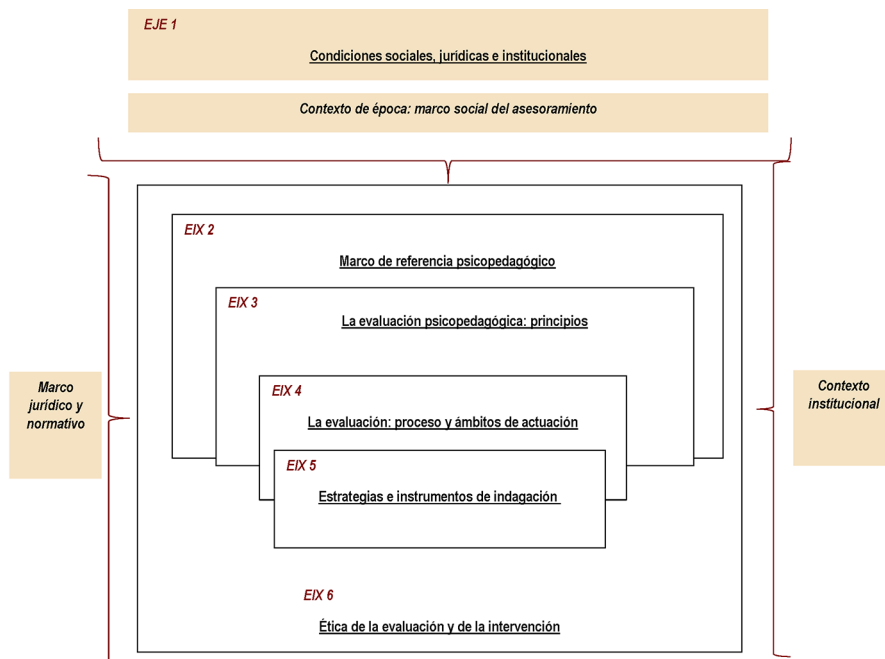 EJE 1
Condiciones sociales, jurídicas e institucionales
Contexto de época: marco social del asesoramiento
EIX 2
Marco de referencia psicopedagógico
EIX 3
La evaluación psicopedagógica: principios
Marco
jurídico y
normativo
EIX 4
La evaluación: proceso y ámbitos de actuación
Contexto
institucional
EIX 5
Estrategias e instrumentos de indagación
EIX 6
Ética de la evaluación y de la intervención